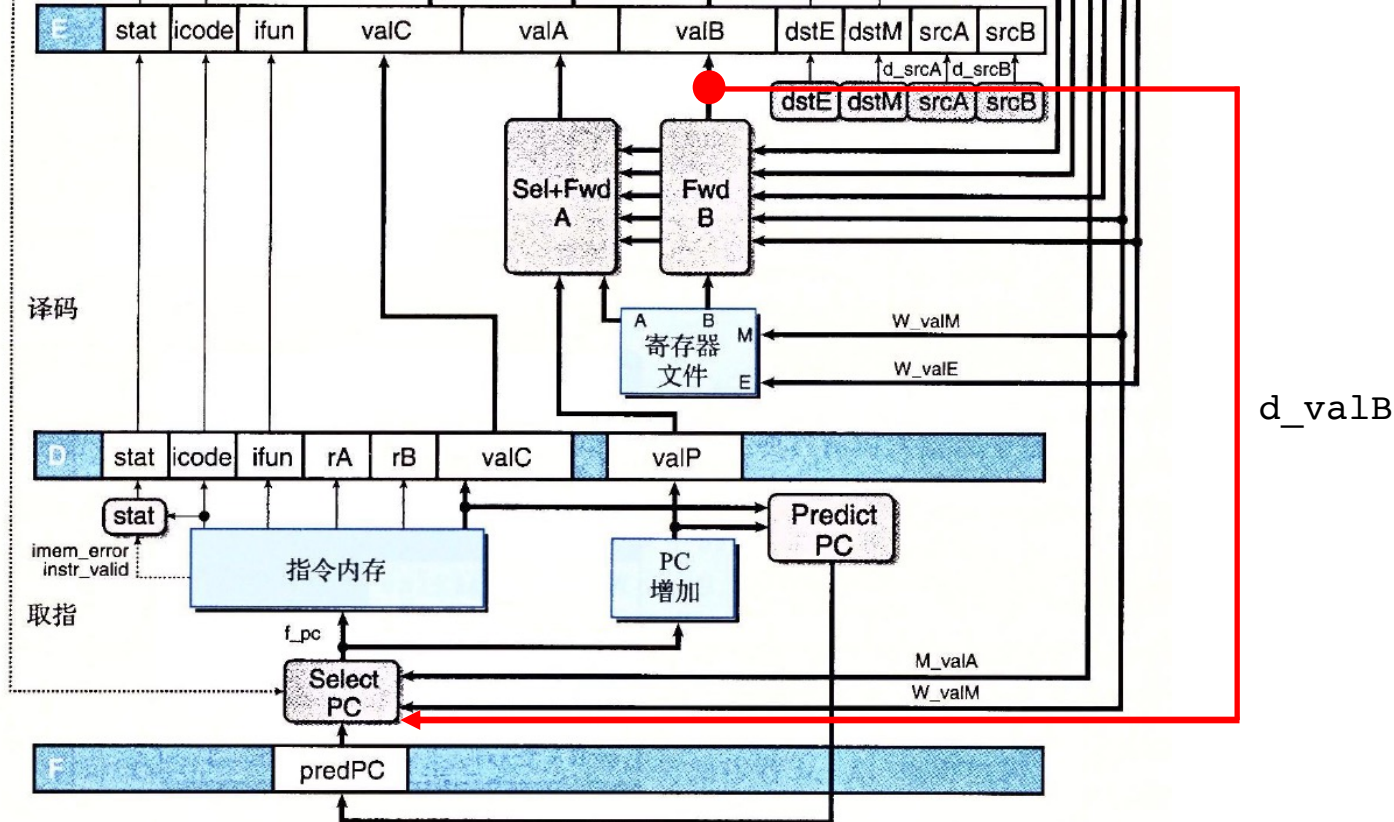 E stat icode ifun valC valA valB dstE dstM srcA srcB
d_srcA d_srcB
dstE dstM srcA srcB
Sel+Fwd
A
Fwd
B
译码
A B M
寄存器
文件
E
W_valM
W_valE
d_valB
D stat icode ifun rA rB valC valP
stat
imem_error
instr_valid
指令内存
PC
增加
Predict
PC
取指
f_pc
Select
PC
M_valA
W_valM
F predPC